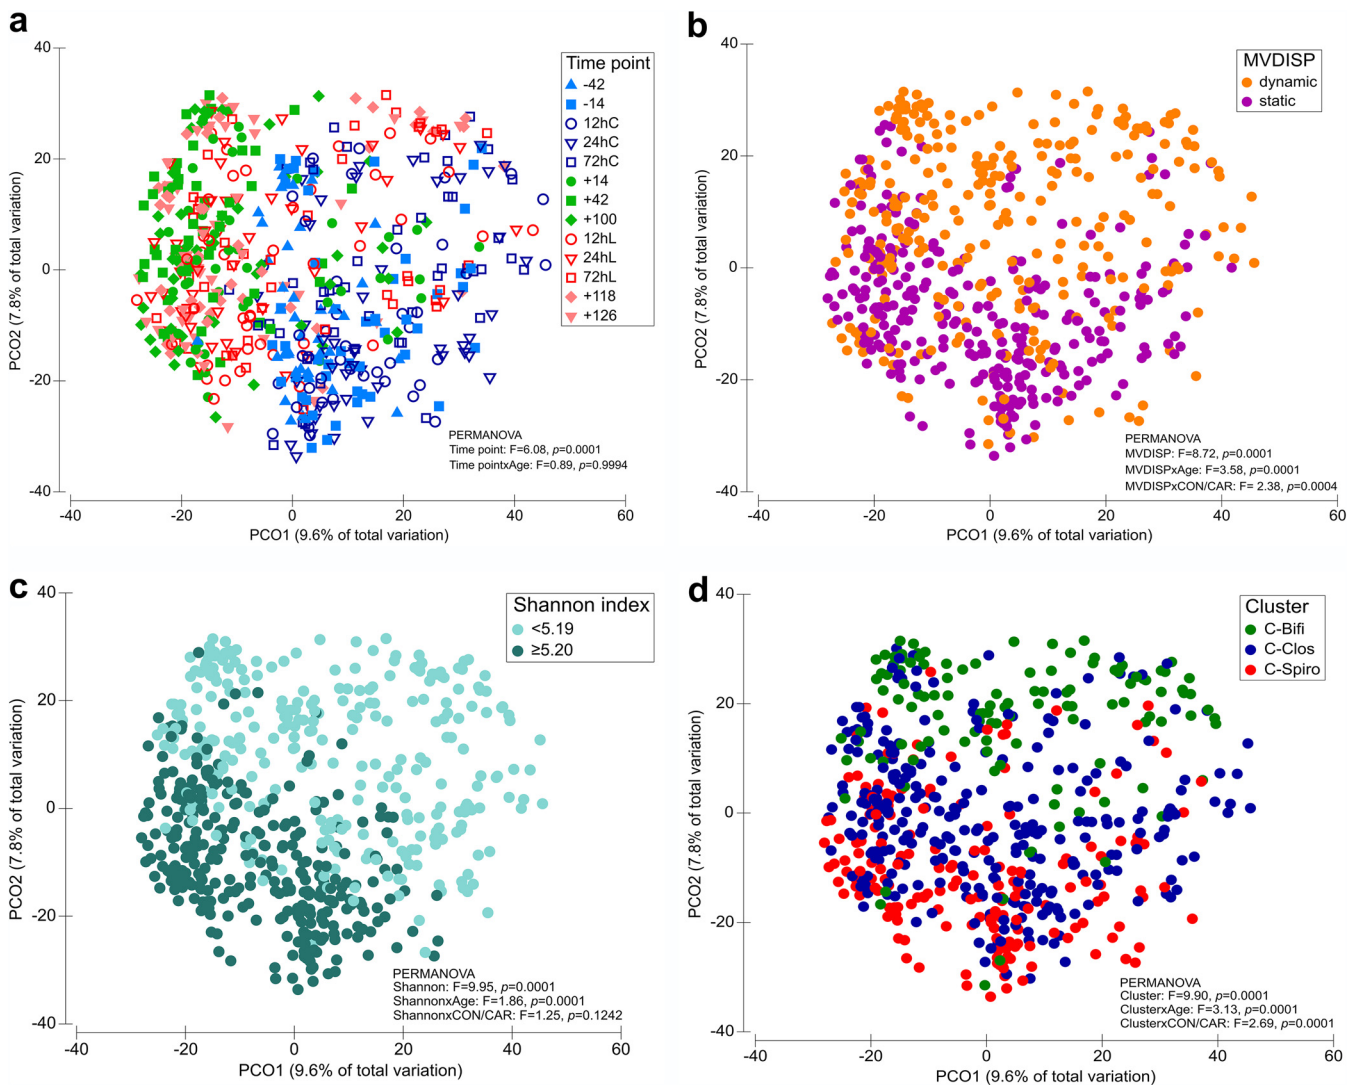 a
40
20
0
-20
-40
-40
-20
0
20
40
60
PCO2 (7.8% of total variation)
PCO1 (9.6% of total variation)
Time point
-42
-14
12hC
24hC
72hC
+14
+42
+100
12hL
24hL
72hL
+118
+126
PERMANOVA
Time point: F=6.08, p=0.0001
Time pointxAge: F=0.89, p=0.9994
b
40
20
0
-20
-40
-40
-20
0
20
40
60
PCO2 (7.8% of total variation)
PCO1 (9.6% of total variation)
MVDISP
dynamic
static
PERMANOVA
MVDISP: F=8.72, p=0.0001
MVDISPxAge: F=3.58, p=0.0001
MVDISPxCON/CAR: F= 2.38, p=0.0004
c
40
20
0
-20
-40
-40
-20
0
20
40
60
PCO2 (7.8% of total variation)
PCO1 (9.6% of total variation)
Shannon index
<5.19
≥5.20
PERMANOVA
Shannon: F=9.95, p=0.0001
ShannonxAge: F=1.86, p=0.0001
ShannonxCON/CAR: F=1.25, p=0.1242
d
40
20
0
-20
-40
-40
-20
0
20
40
60
PCO2 (7.8% of total variation)
PCO1 (9.6% of total variation)
Cluster
C-Bifi
C-Clos
C-Spiro
PERMANOVA
Cluster: F=9.90, p=0.0001
ClusterxAge: F=3.13, p=0.0001
ClusterxCON/CAR: F=2.69, p=0.0001